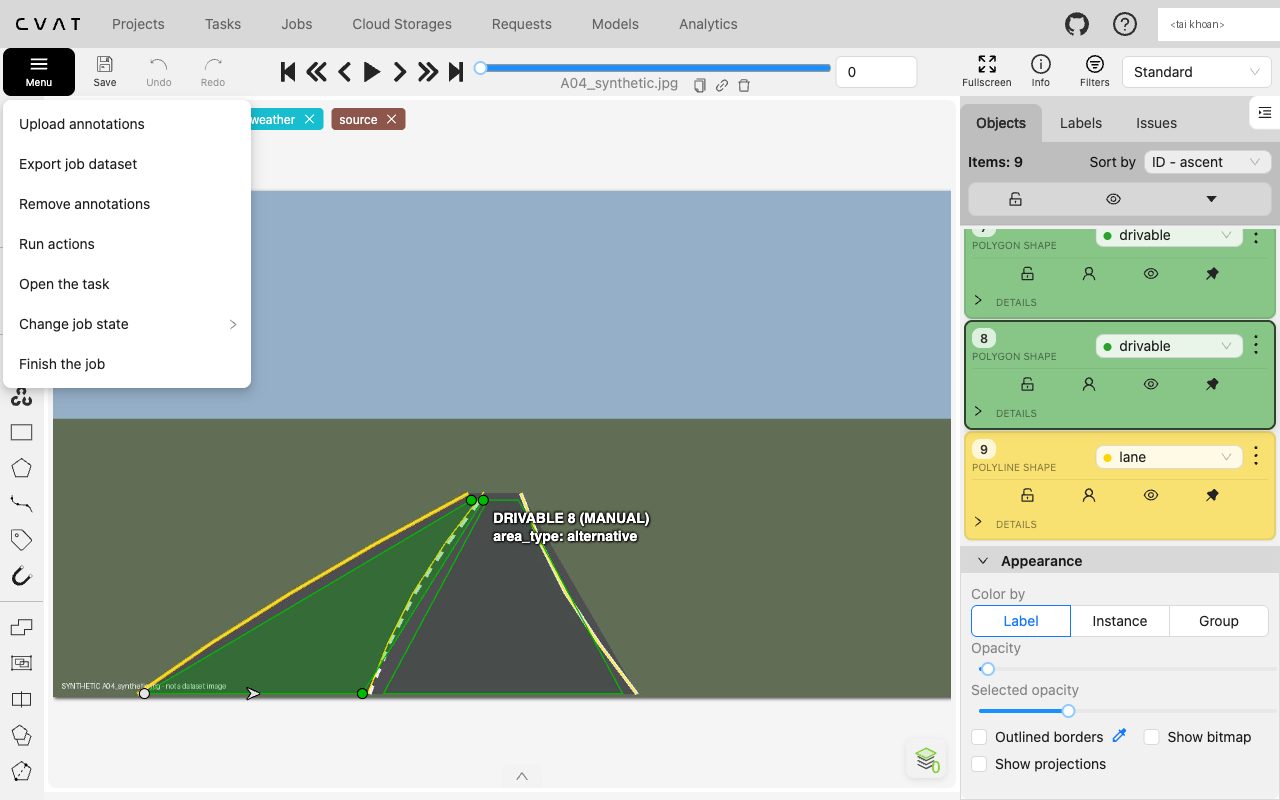 CVAT Projects Tasks Jobs Cloud Storages Requests Models Analytics <tai khoan>
Menu Save Undo Redo A04_synthetic.jpg 0 Fullscreen Info Filters Standard
Upload annotations
Export job dataset
Remove annotations
Run actions
Open the task
Change job state
Finish the job
weather source
DRIVABLE 8 (MANUAL)
area_type: alternative
Objects Labels Issues
Items: 9 Sort by ID - ascent
7 drivable
POLYGON SHAPE
DETAILS
8 drivable
POLYGON SHAPE
DETAILS
9 lane
POLYLINE SHAPE
DETAILS
Appearance
Color by
Label Instance Group
Opacity
Selected opacity
Outlined borders Show bitmap
Show projections
0